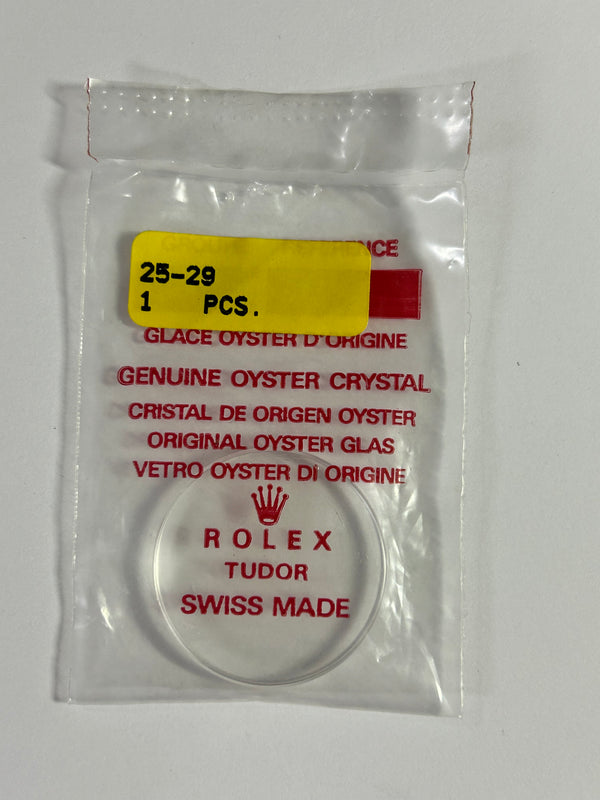 25-29
1 PCS.
GLACE OYSTER D'ORIGINE
GENUINE OYSTER CRYSTAL
CRISTAL DE ORIGEN OYSTER
ORIGINAL OYSTER GLAS
VETRO OYSTER Di ORIGINE
ROLEX
TUDOR
SWISS MADE